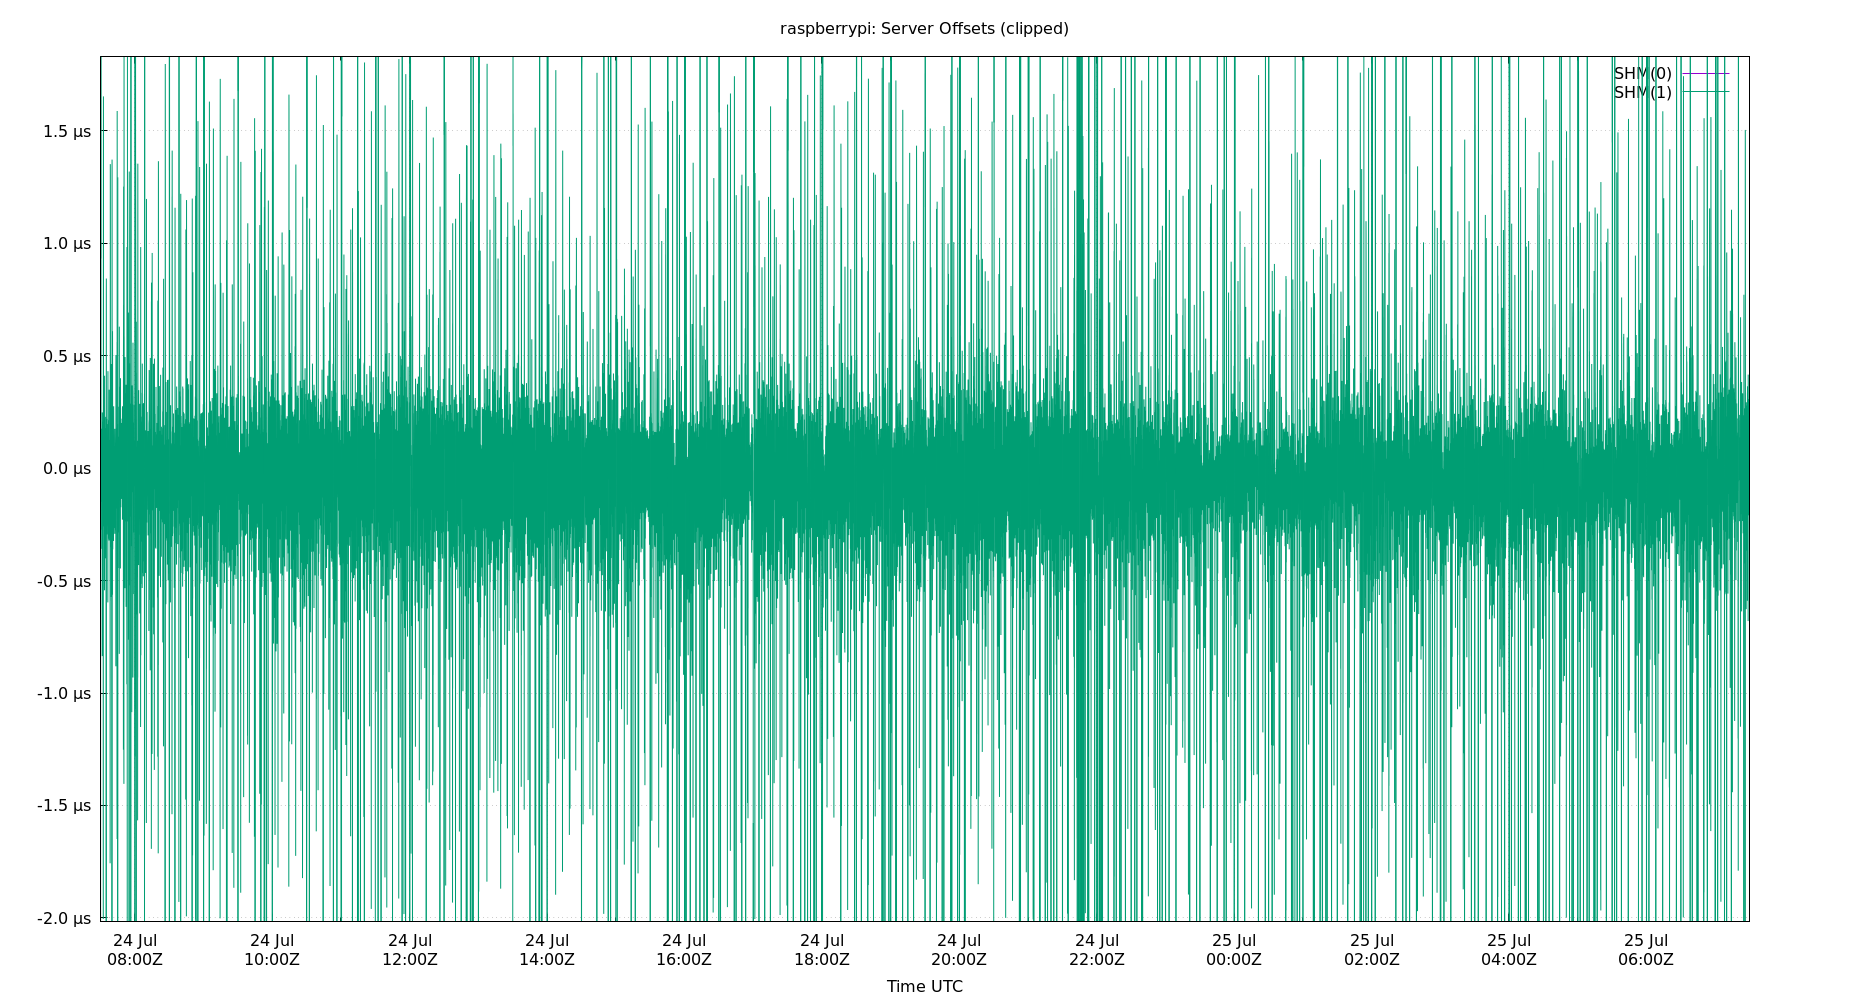 raspberrypi: Server Offsets (clipped)
SHM(0)
SHM(1)
1.5 µs
1.0 µs
0.5 µs
0.0 µs
-0.5 µs
-1.0 µs
-1.5 µs
-2.0 µs
24 Jul 24 Jul 24 Jul 24 Jul 24 Jul 24 Jul 24 Jul 24 Jul 25 Jul 25 Jul 25 Jul 25 Jul
08:00Z 10:00Z 12:00Z 14:00Z 16:00Z 18:00Z 20:00Z 22:00Z 00:00Z 02:00Z 04:00Z 06:00Z
Time UTC